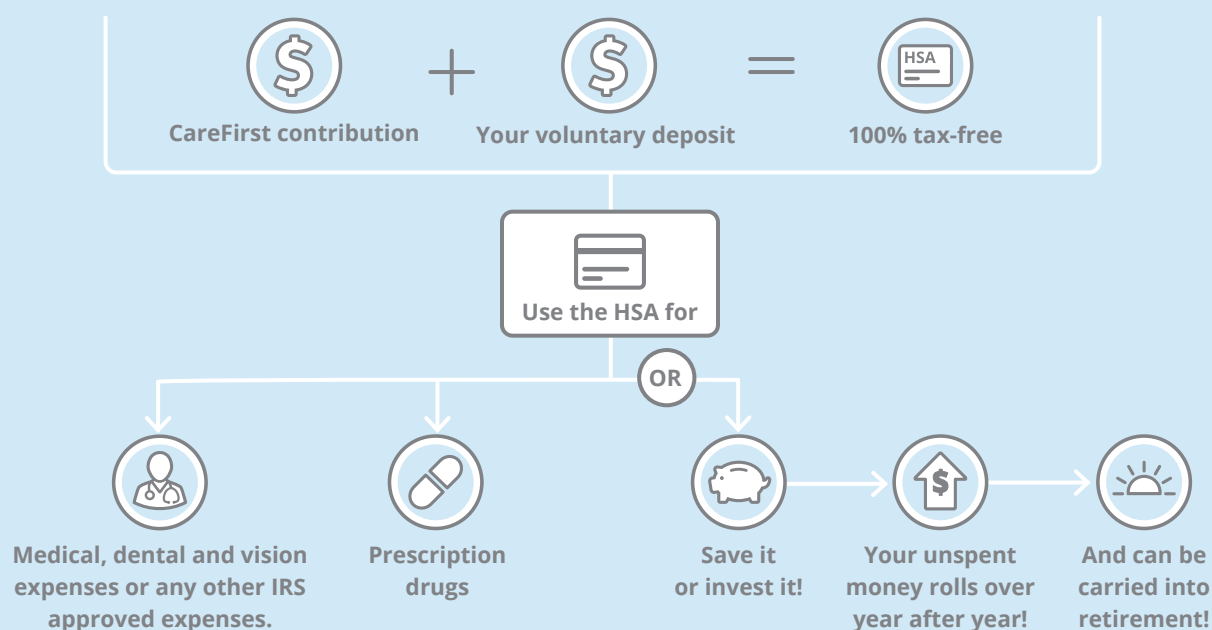 HSA
CareFirst contribution
Your voluntary deposit
100% tax-free
Use the HSA for
OR
Medical, dental and vision
expenses or any other IRS
approved expenses.
Prescription
drugs
Save it
or invest it!
$
Your unspent
money rolls over
year after year!
And can be
carried into
retirement!